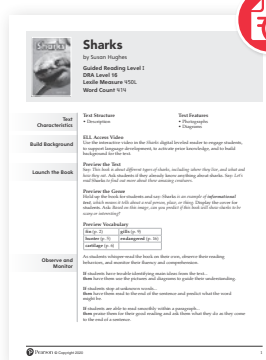 Sharks
Sharks
by Susan Hughes
Guided Reading Level I
DRA Level 16
Lexile Measure 450L
Word Count 474
Text
Characteristics
Text Structure
• Description
Text Features
• Photographs
• Diagrams
Build Background
ELL Access Video
Use the interactive video in the Sharks digital leveled reader to engage students,
to support language development, to activate prior knowledge, and to build
background for the text.
Launch the Book
Preview the Text
Say: This book is about different types of sharks, including where they live, and what and
how they eat. Ask students if they already know anything about sharks. Say: Let's
read Sharks to find out more about these amazing creatures.
Preview the Genre
Hold up the book for students and say: Sharks is an example of informational
text, which means it tells about a real person, place, or thing. Display the cover for
students. Ask: Based on this image, can you predict if this book will show sharks to be
scary or interesting?
Preview Vocabulary
fin (p. 2)
gills (p. 9)
hunter (p. 5)
endangered (p. 16)
cartilage (p. 6)
Observe and
Monitor
As students whisper-read the book on their own, observe their reading
behaviors, and monitor their fluency and comprehension.
If students have trouble identifying main ideas from the text...
then have them use the pictures and diagrams to guide their understanding.
If students stop at unknown words...
then have them read to the end of the sentence and predict what the word
might be.
If students are able to read smoothly within a paragraph...
then praise them for their good reading and ask them what they do as they come
to the end of a sentence.
Pearson © Copyright 2020